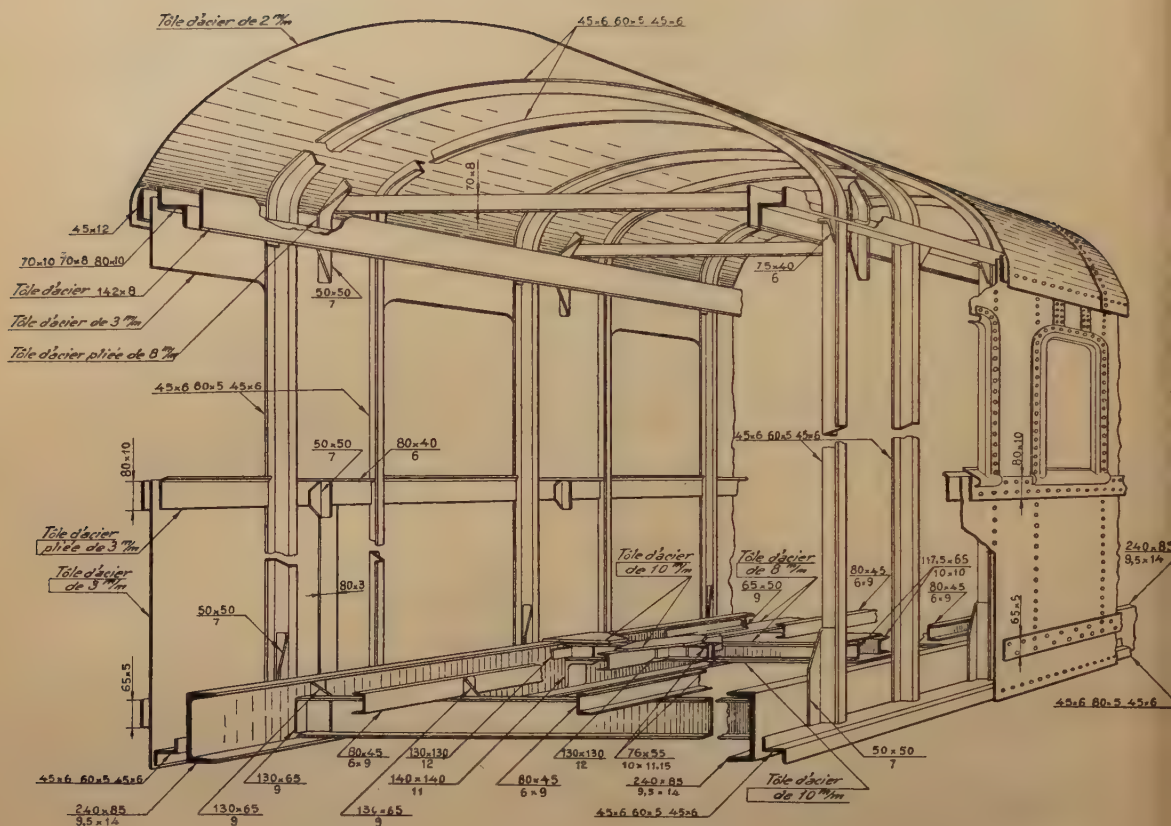 Tôle d'acier de 2 m/m
45×6 60×5 45×6
70×8
45×12
70×10 70×8 80×10
Tôle d'acier 142×8
Tôle d'acier de 3 m/m
Tôle d'acier pliée de 8 m/m
50×50
7
75×40
6
45×6 60×5 45×6
50×50
7
80×40
6
45×6 60×5 45×6
80×10
80×10
Tôle d'acier
pliée de 3 m/m
Tôle d'acier
de 3 m/m
Tôle d'acier
de 10 m/m
Tôle d'acier
de 8 m/m
65×50
9
80×45
6×9
117,5×65
10×10
80×45
6×9
240×85
9,5×14
50×50
7
80×3
65×5
65×5
45×6 60×5 45×6
240×85
9,5×14
130×65
9
130×65
9
80×45
6×9
130×65
9
130×130
12
140×140
11
80×45
6×9
130×130
12
76×55
10×11.15
240×85
9,5×14
45×6 60×5 45×6
Tôle d'acier
de 10 m/m
50×50
7
45×6 80×5 45×6